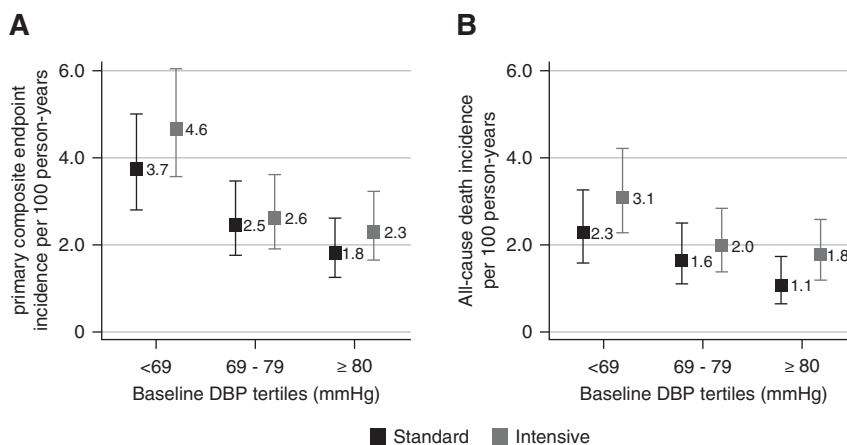 A
primary composite endpoint
incidence per 100 person-years
6.0
4.0
2.0
0
3.7
4.6
2.5
2.6
1.8
2.3
<69
69 - 79
≥ 80
Baseline DBP tertiles (mmHg)
B
All-cause death incidence
per 100 person-years
6.0
4.0
2.0
0
2.3
3.1
1.6
2.0
1.1
1.8
<69
69 - 79
≥ 80
Baseline DBP tertiles (mmHg)
Standard Intensive